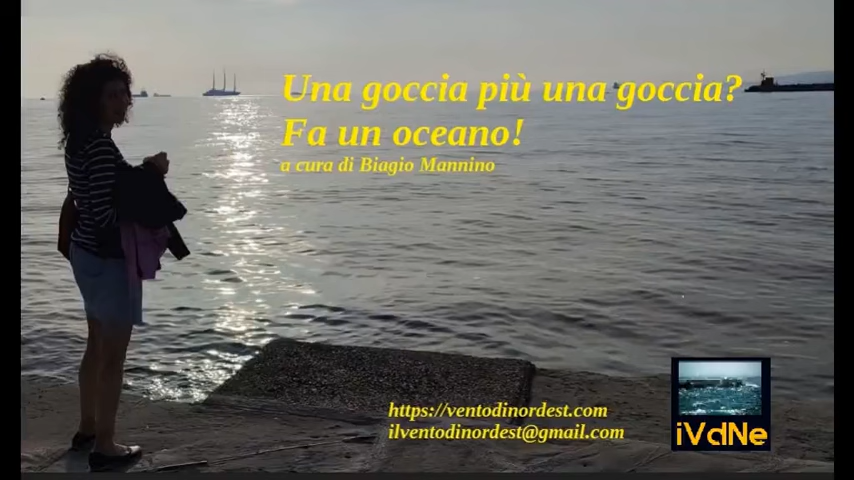 Una goccia più una goccia?
Fa un oceano!
a cura di Biagio Mannino
https://ventodinordest.com
ilventodinordest@gmail.com
iVdNe